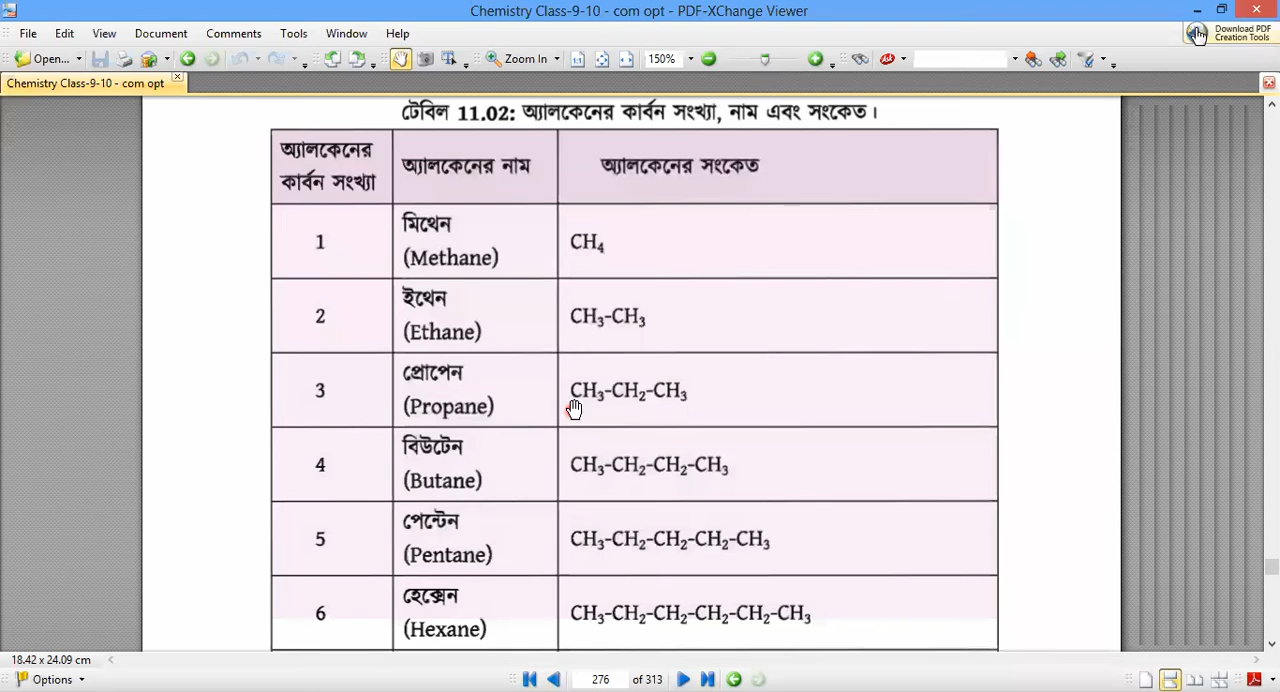 Chemistry Class-9-10 - com opt - PDF-XChange Viewer
File Edit View Document Comments Tools Window Help
Download PDF
Creation Tools
Open... Zoom In 150%
Chemistry Class-9-10 - com opt
টেবিল 11.02: অ্যালকেনের কার্বন সংখ্যা, নাম এবং সংকেত।
অ্যালকেনের
কার্বন সংখ্যা
অ্যালকেনের নাম
অ্যালকেনের সংকেত
1
মিথেন
(Methane)
CH₄
2
ইথেন
(Ethane)
CH₃-CH₃
3
প্রোপেন
(Propane)
CH₃-CH₂-CH₃
4
বিউটেন
(Butane)
CH₃-CH₂-CH₂-CH₃
5
পেন্টেন
(Pentane)
CH₃-CH₂-CH₂-CH₂-CH₃
6
হেক্সেন
(Hexane)
CH₃-CH₂-CH₂-CH₂-CH₂-CH₃
18.42 x 24.09 cm
Options 276 of 313